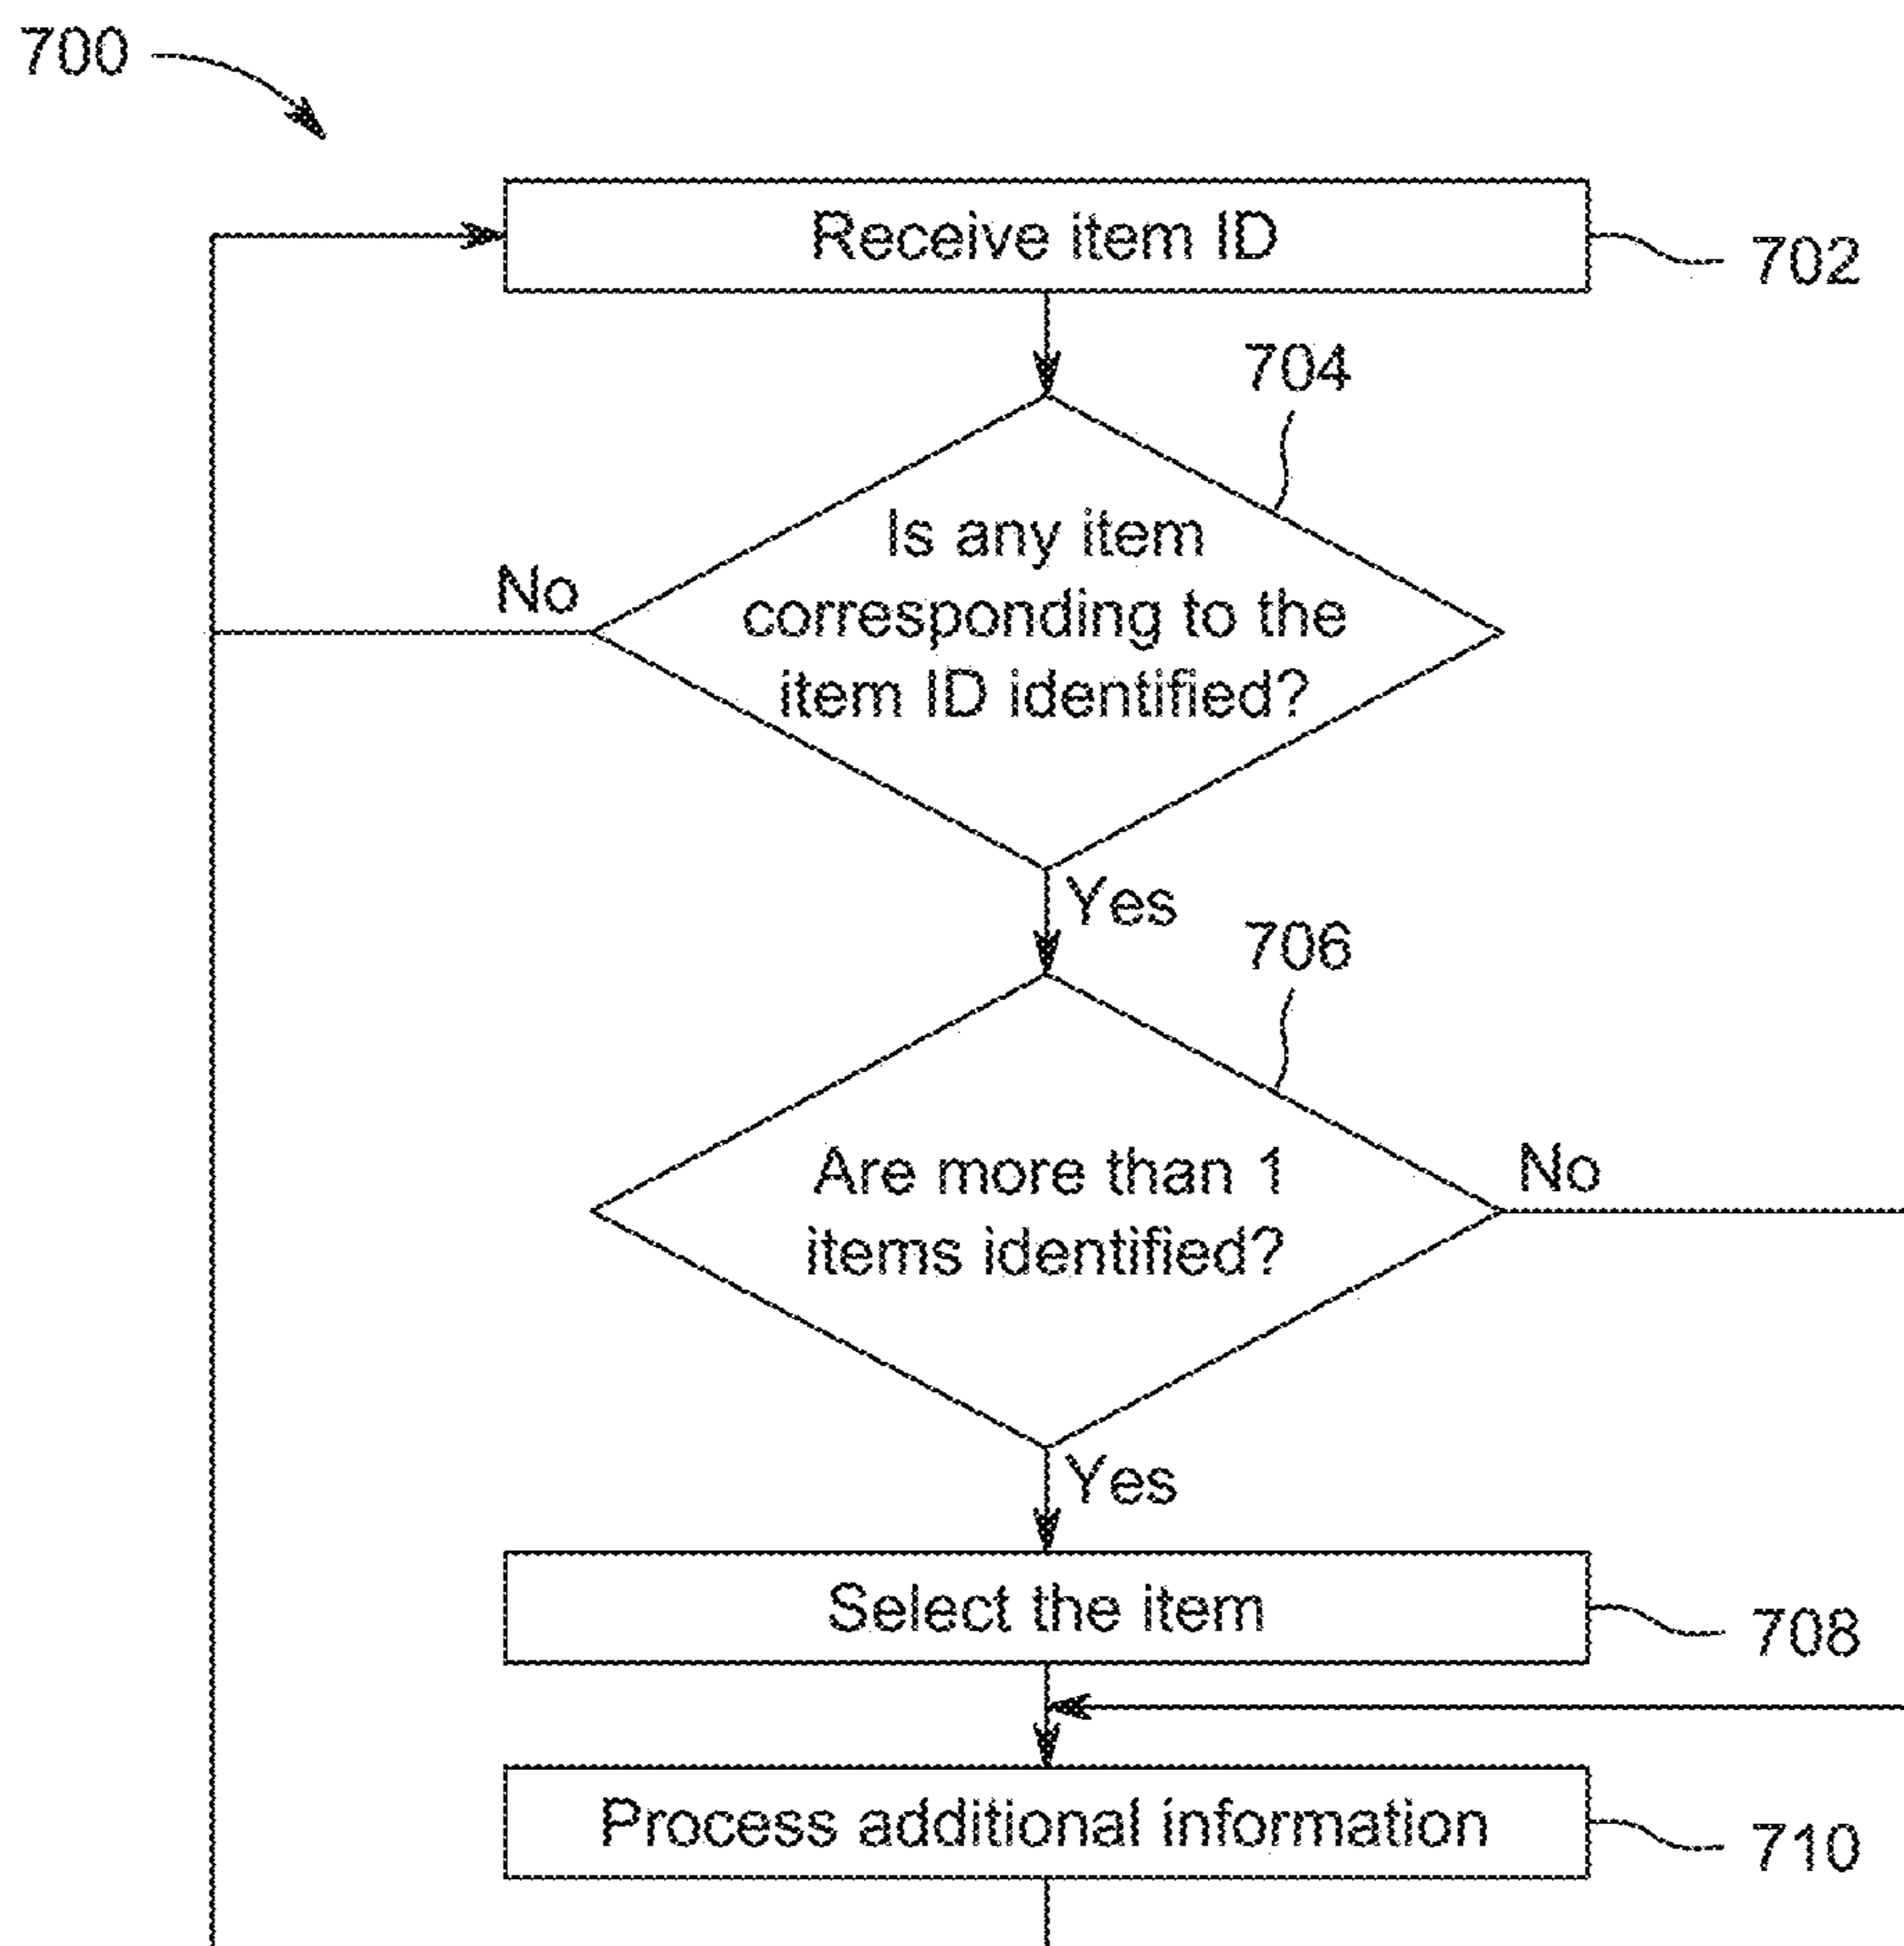 700
Receive item ID
702
704
Is any item
corresponding to the
item ID identified?
No
Yes
706
Are more than 1
items identified?
No
Yes
Select the item
708
Process additional information
710